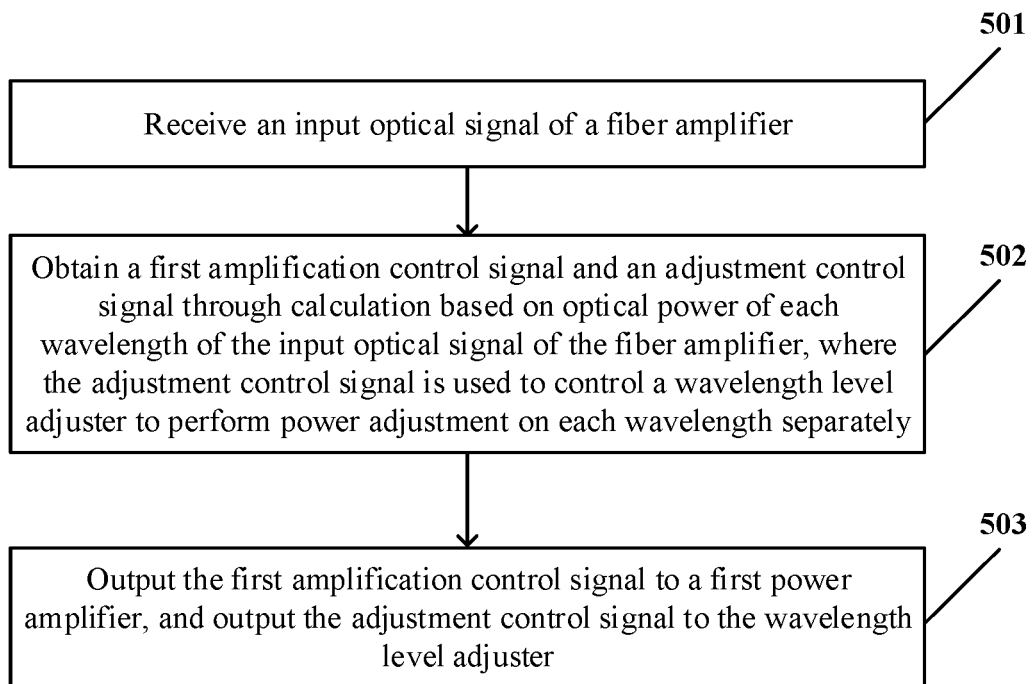 501
Receive an input optical signal of a fiber amplifier
502
Obtain a first amplification control signal and an adjustment control
signal through calculation based on optical power of each
wavelength of the input optical signal of the fiber amplifier, where
the adjustment control signal is used to control a wavelength level
adjuster to perform power adjustment on each wavelength separately
503
Output the first amplification control signal to a first power
amplifier, and output the adjustment control signal to the wavelength
level adjuster